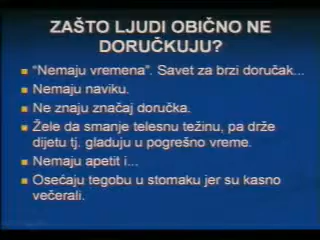 ZAŠTO LJUDI OBIČNO NE
DORUČKUJU?
“Nemaju vremena”. Savet za brzi doručak...
Nemaju naviku.
Ne znaju značaj doručka.
Žele da smanje telesnu težinu, pa drže
dijetu tj. gladuju u pogrešno vreme.
Nemaju apetit i...
Osećaju tegobu u stomaku jer su kasno
večerali.